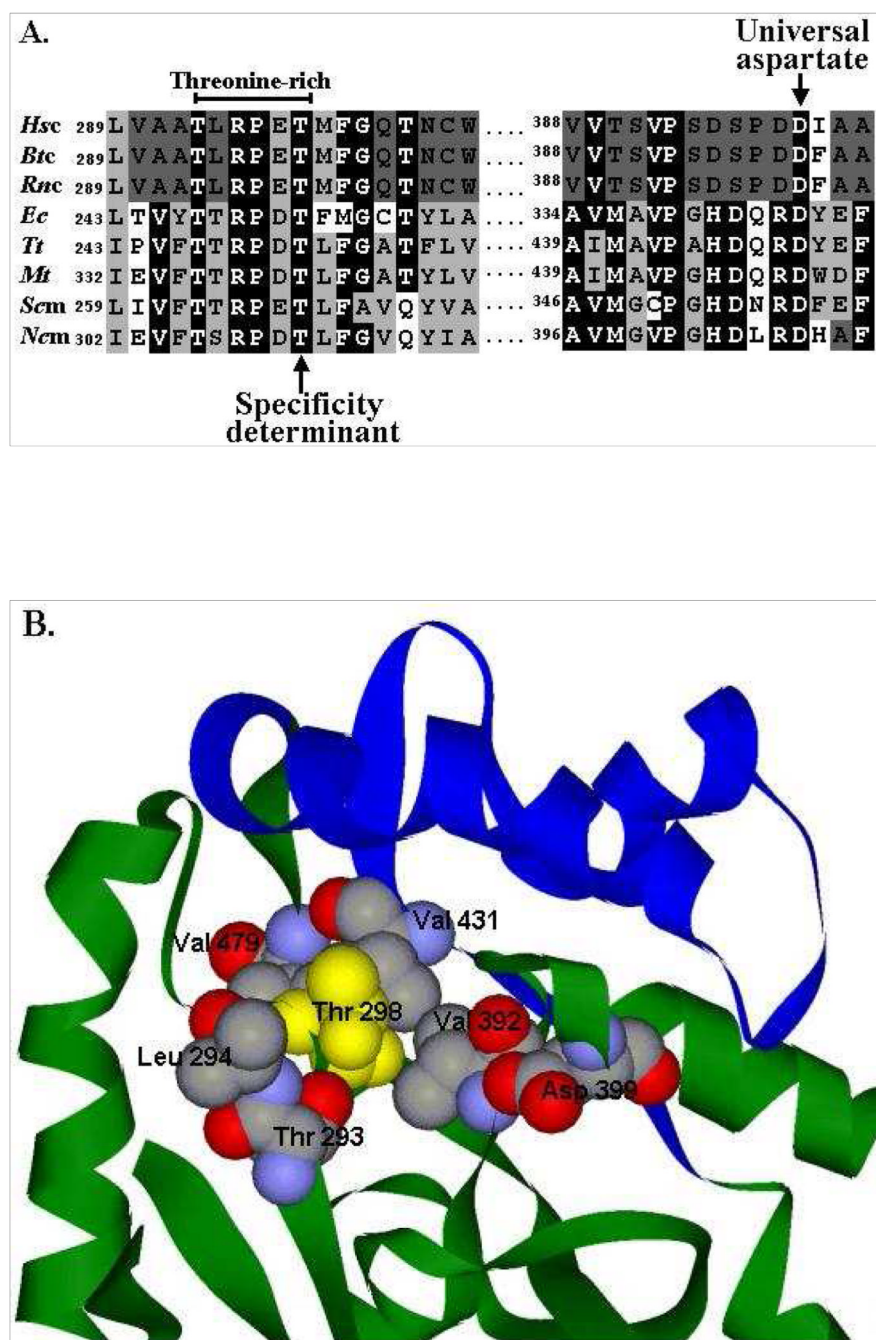 A.
Universal
aspartate
Threonine-rich
Hsc 289 L V A A T L R P E T M F G Q T N C W .... 388 V V T S V P S D S P D D I A A
Btc 289 L V A A T L R P E T M F G Q T N C W .... 388 V V T S V P S D S P D D F A A
Rnc 289 L V A A T L R P E T M F G Q T N C W .... 388 V V T S V P S D S P D D F A A
Ec 243 L T V Y T T R P D T F M G C T Y L A .... 334 A V M A V P G H D Q R D Y E F
Tt 243 I P V F T T R P D T L F G A T F L V .... 439 A I M A V P A H D Q R D Y E F
Mt 332 I E V F T T R P D T L F G A T Y L V .... 439 A I M A V P G H D Q R D W D F
Scm 259 L I V F T T R P E T L F A V Q Y V A .... 346 A V M G C P G H D N R D F E F
Ncm 302 I E V F T S R P D T L F G V Q Y I A .... 396 A V M G V P G H D L R D H A F
Specificity
determinant
B.
Val 431
Val 479
Thr 298
Val 392
Leu 294
Asp 399
Thr 293